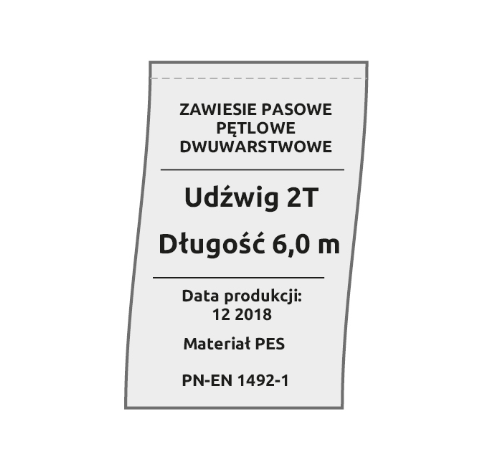 ZAWIESIE PASOWE
PĘTLOWE
DWUWARSTWOWE
Udźwig 2T
Długość 6,0 m
Data produkcji:
12 2018
Materiał PES
PN-EN 1492-1